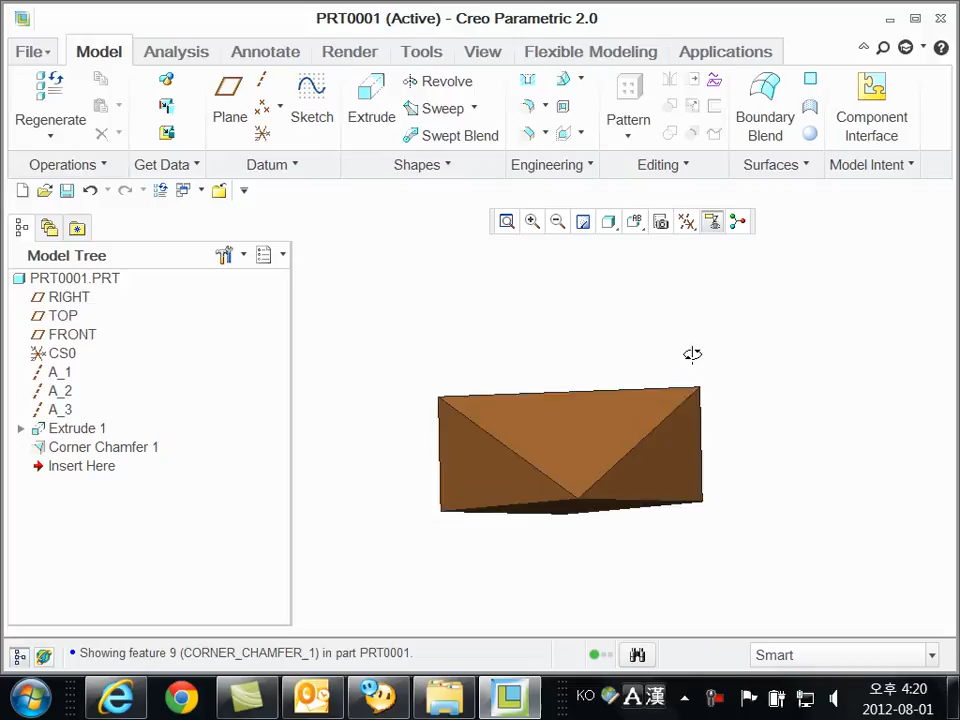 PRT0001 (Active) - Creo Parametric 2.0
File Model Analysis Annotate Render Tools View Flexible Modeling Applications
Regenerate
Plane
Sketch
Extrude
Revolve
Sweep
Swept Blend
Pattern
Boundary
Blend
Component
Interface
Operations Get Data Datum Shapes Engineering Editing Surfaces Model Intent
Model Tree
PRT0001.PRT
RIGHT
TOP
FRONT
CS0
A_1
A_2
A_3
Extrude 1
Corner Chamfer 1
Insert Here
• Showing feature 9 (CORNER_CHAMFER_1) in part PRT0001.
Smart
KO A 漢
오후 4:20
2012-08-01